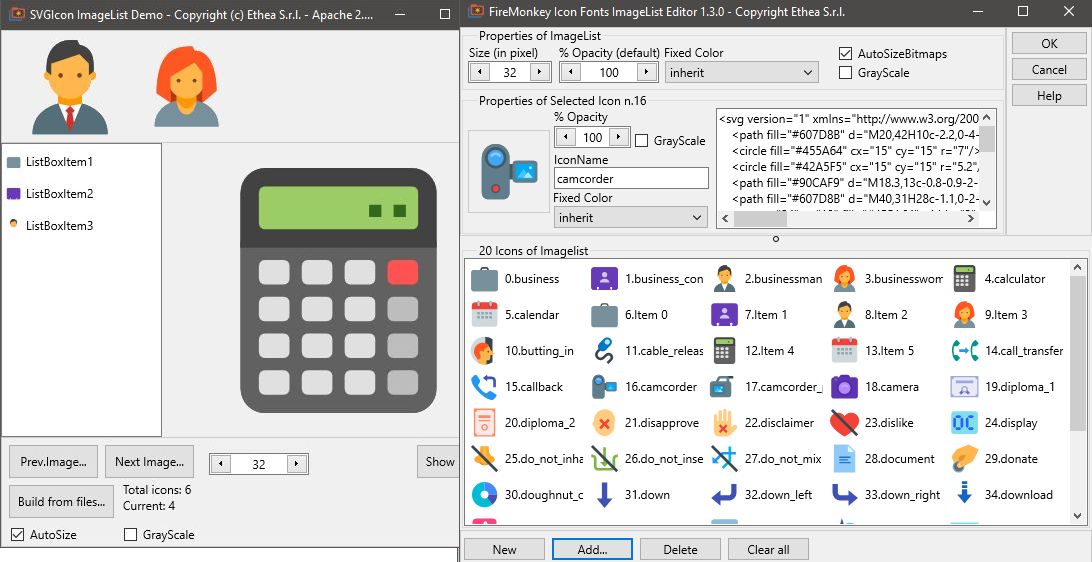 SVGIcon ImageList Demo - Copyright (c) Ethea S.r.l. - Apache 2....
ListBoxItem1
ListBoxItem2
ListBoxItem3
Prev.Image...
Next Image...
32
Show
Build from files...
Total icons: 6
Current: 4
AutoSize
GrayScale
FireMonkey Icon Fonts ImageList Editor 1.3.0 - Copyright Ethea S.r.l.
Properties of ImageList
Size (in pixel)
% Opacity (default)
Fixed Color
32
100
inherit
AutoSizeBitmaps
GrayScale
OK
Cancel
Help
Properties of Selected Icon n.16
% Opacity
100
GrayScale
IconName
camcorder
Fixed Color
inherit
<svg version="1" xmlns="http://www.w3.org/200
<path fill="#607D8B" d="M20,42H10c-2.2,0-4-
<circle fill="#455A64" cx="15" cy="15" r="7"/>
<circle fill="#42A5F5" cx="15" cy="15" r="5.2"/
<path fill="#90CAF9" d="M18.3,13c-0.8-0.9-2-
<path fill="#607D8B" d="M40,31H28c-1.1,0-2-
20 Icons of Imagelist
0.business
1.business_con
2.businessman
3.businesswom
4.calculator
5.calendar
6.Item 0
7.Item 1
8.Item 2
9.Item 3
10.butting_in
11.cable_releas
12.Item 4
13.Item 5
14.call_transfer
15.callback
16.camcorder
17.camcorder_
18.camera
19.diploma_1
20.diploma_2
21.disapprove
22.disclaimer
23.dislike
24.display
25.do_not_inha
26.do_not_inse
27.do_not_mix
28.document
29.donate
30.doughnut_c
31.down
32.down_left
33.down_right
34.download
New
Add...
Delete
Clear all